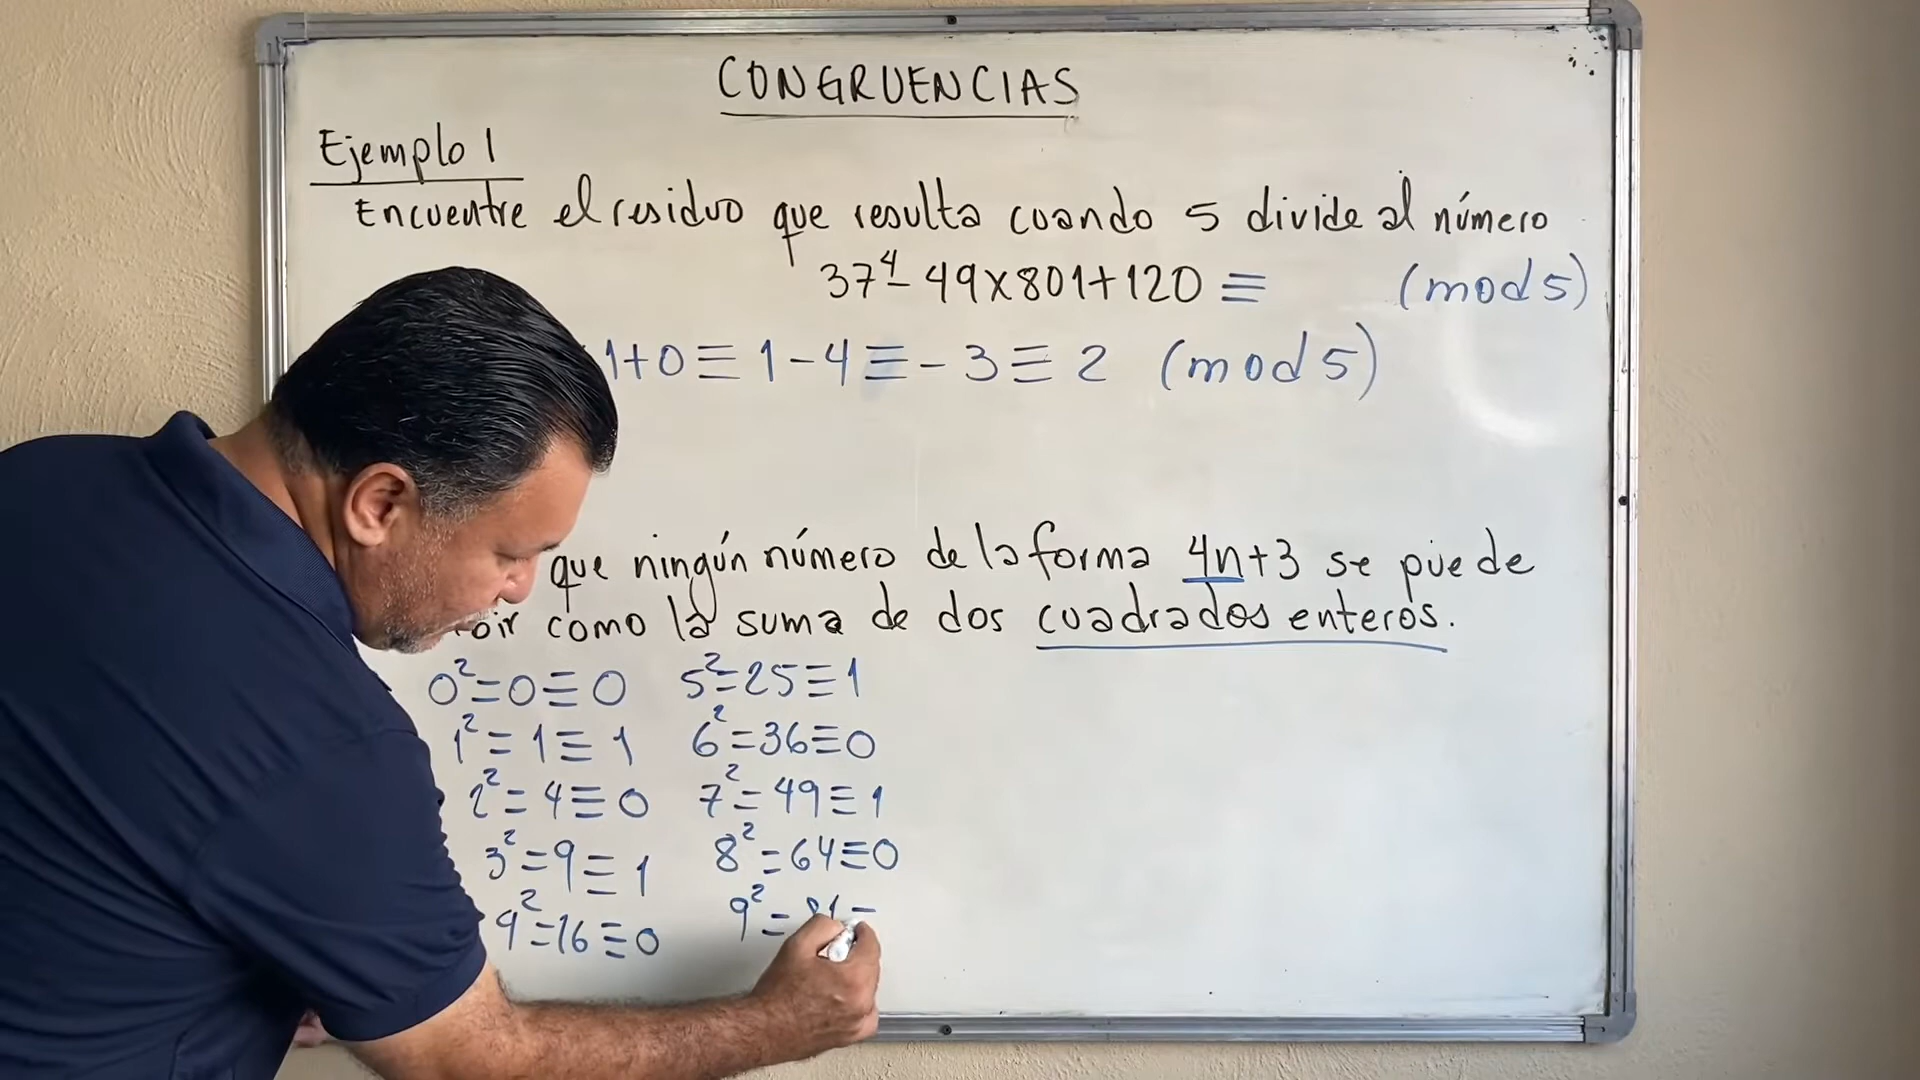 CONGRUENCIAS
Ejemplo 1
Encuentre el residuo que resulta cuando 5 divide al número
37⁴ - 49x801+120 ≡ (mod 5)
1+0 ≡ 1-4 ≡ -3 ≡ 2 (mod 5)
que ningún número de la forma 4n+3 se puede
como la suma de dos cuadrados enteros.
0²=0≡0 5²=25≡1
1²=1≡1 6²=36≡0
2²=4≡0 7²=49≡1
3²=9≡1 8²=64≡0
4²=16≡0 9²=81≡